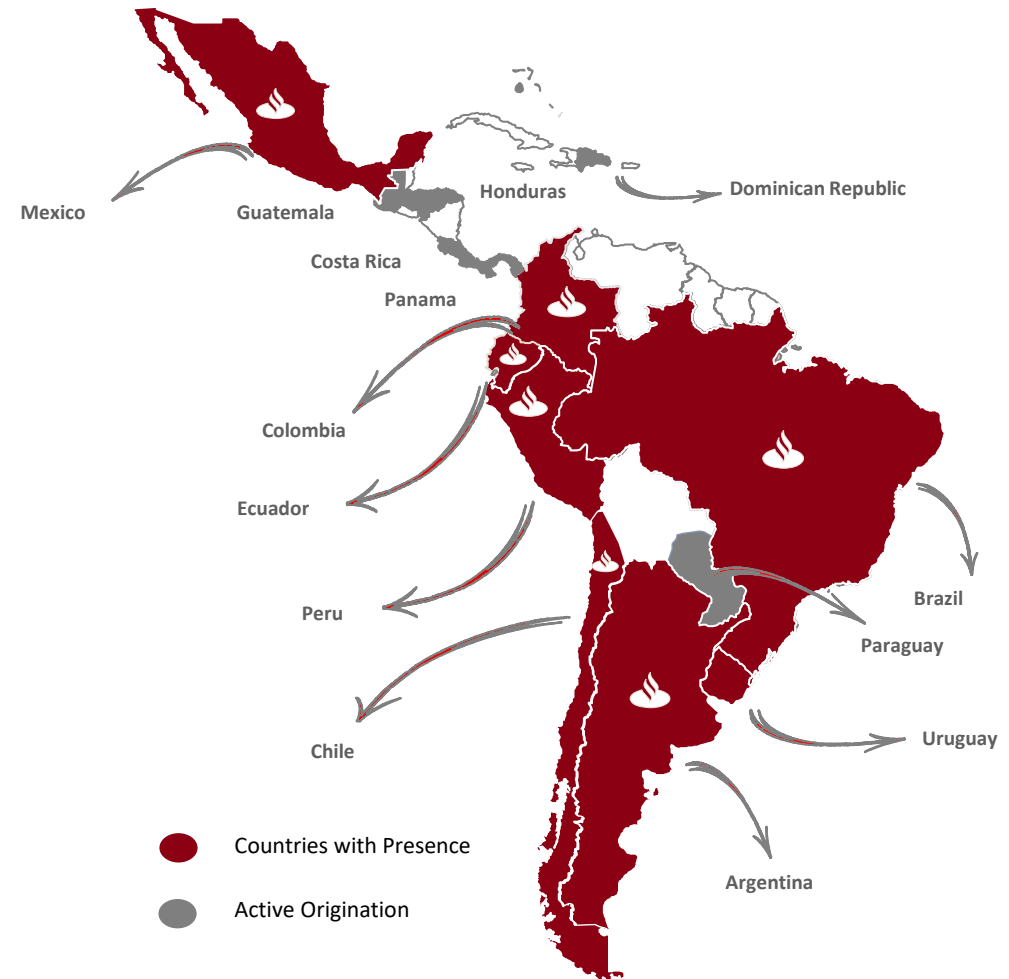 Dominican Republic
Honduras
Mexico
Guatemala
Costa Rica
Panama
Colombia
Ecuador
Peru
Brazil
Paraguay
Uruguay
Chile
Countries with Presence
Argentina
Active Origination